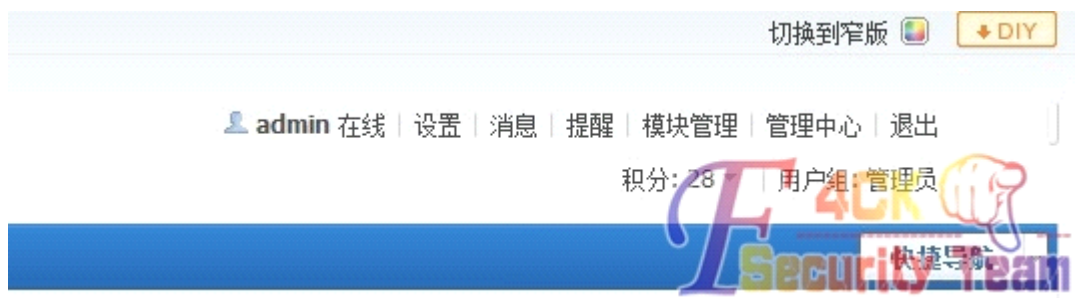 切换到窄版 DIY
admin 在线 | 设置 | 消息 | 提醒 | 模块管理 | 管理中心 | 退出
积分: 28 | 用户组: 管理员
快捷导航
F4CK
Security Team